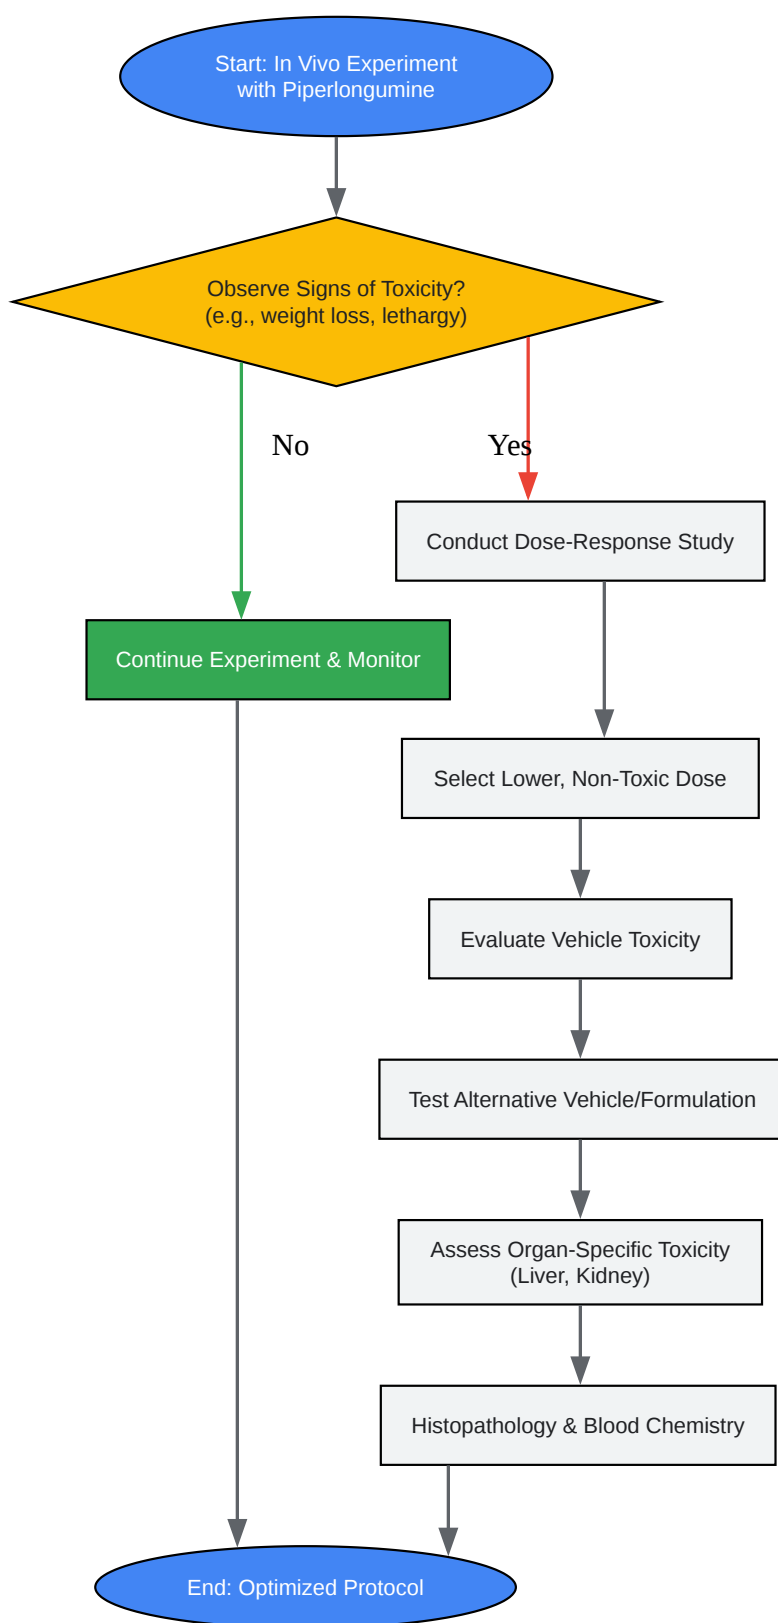 Start: In Vivo Experiment
with Piperlongumine
Observe Signs of Toxicity?
(e.g., weight loss, lethargy)
No
Yes
Conduct Dose-Response Study
Continue Experiment & Monitor
Select Lower, Non-Toxic Dose
Evaluate Vehicle Toxicity
Test Alternative Vehicle/Formulation
Assess Organ-Specific Toxicity
(Liver, Kidney)
Histopathology & Blood Chemistry
End: Optimized Protocol